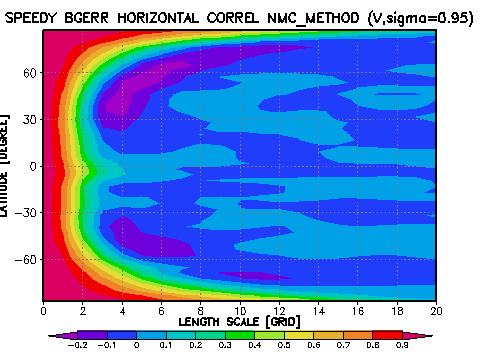 SPEEDY BGERR HORIZONTAL CORREL NMC_METHOD (V,sigma=0.95)
60
30
0
−30
−60
LATITUDE [DEGREE]
0 2 4 6 8 10 12 14 16 18 20
LENGTH SCALE [GRID]
−0.2 −0.1 0 0.1 0.2 0.3 0.4 0.5 0.6 0.7 0.8 0.9